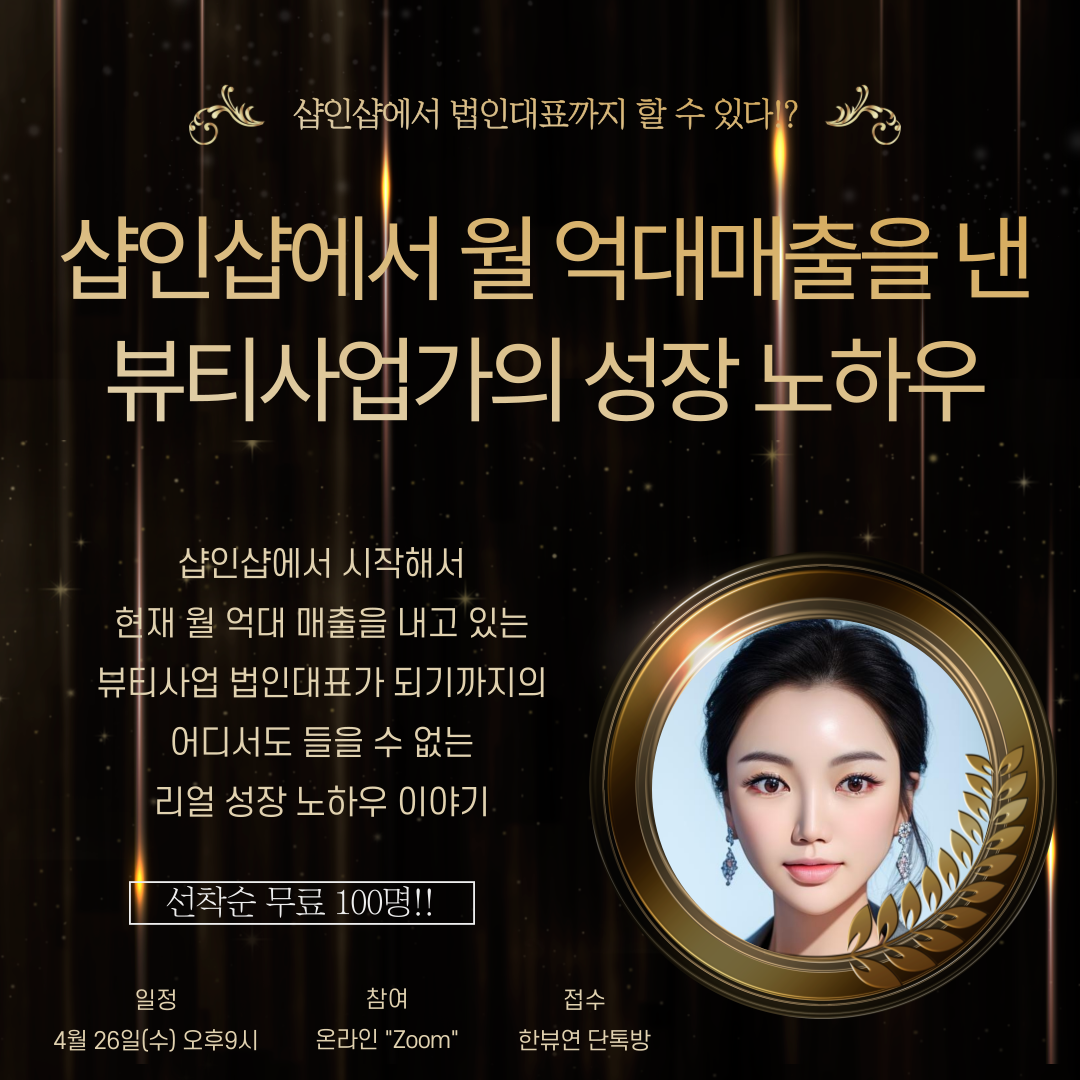 샵인샵에서 법인대표까지 할 수 있다!?
샵인샵에서 월 억대매출을 낸
뷰티사업가의 성장 노하우
샵인샵에서 시작해서
현재 월 억대 매출을 내고 있는
뷰티사업 법인대표가 되기까지의
어디서도 들을 수 없는
리얼 성장 노하우 이야기
선착순 무료 100명!!
일정 참여 접수
4월 26일(수) 오후9시 온라인 "Zoom" 한뷰연 단톡방